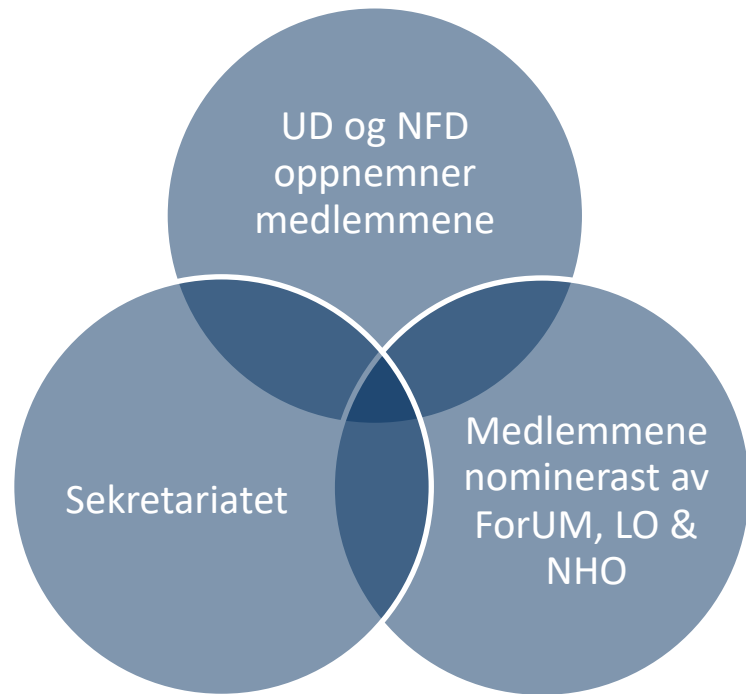 UD og NFD
oppnemner
medlemmene
Sekretariatet
Medlemmene
nominerast av
ForUM, LO &
NHO